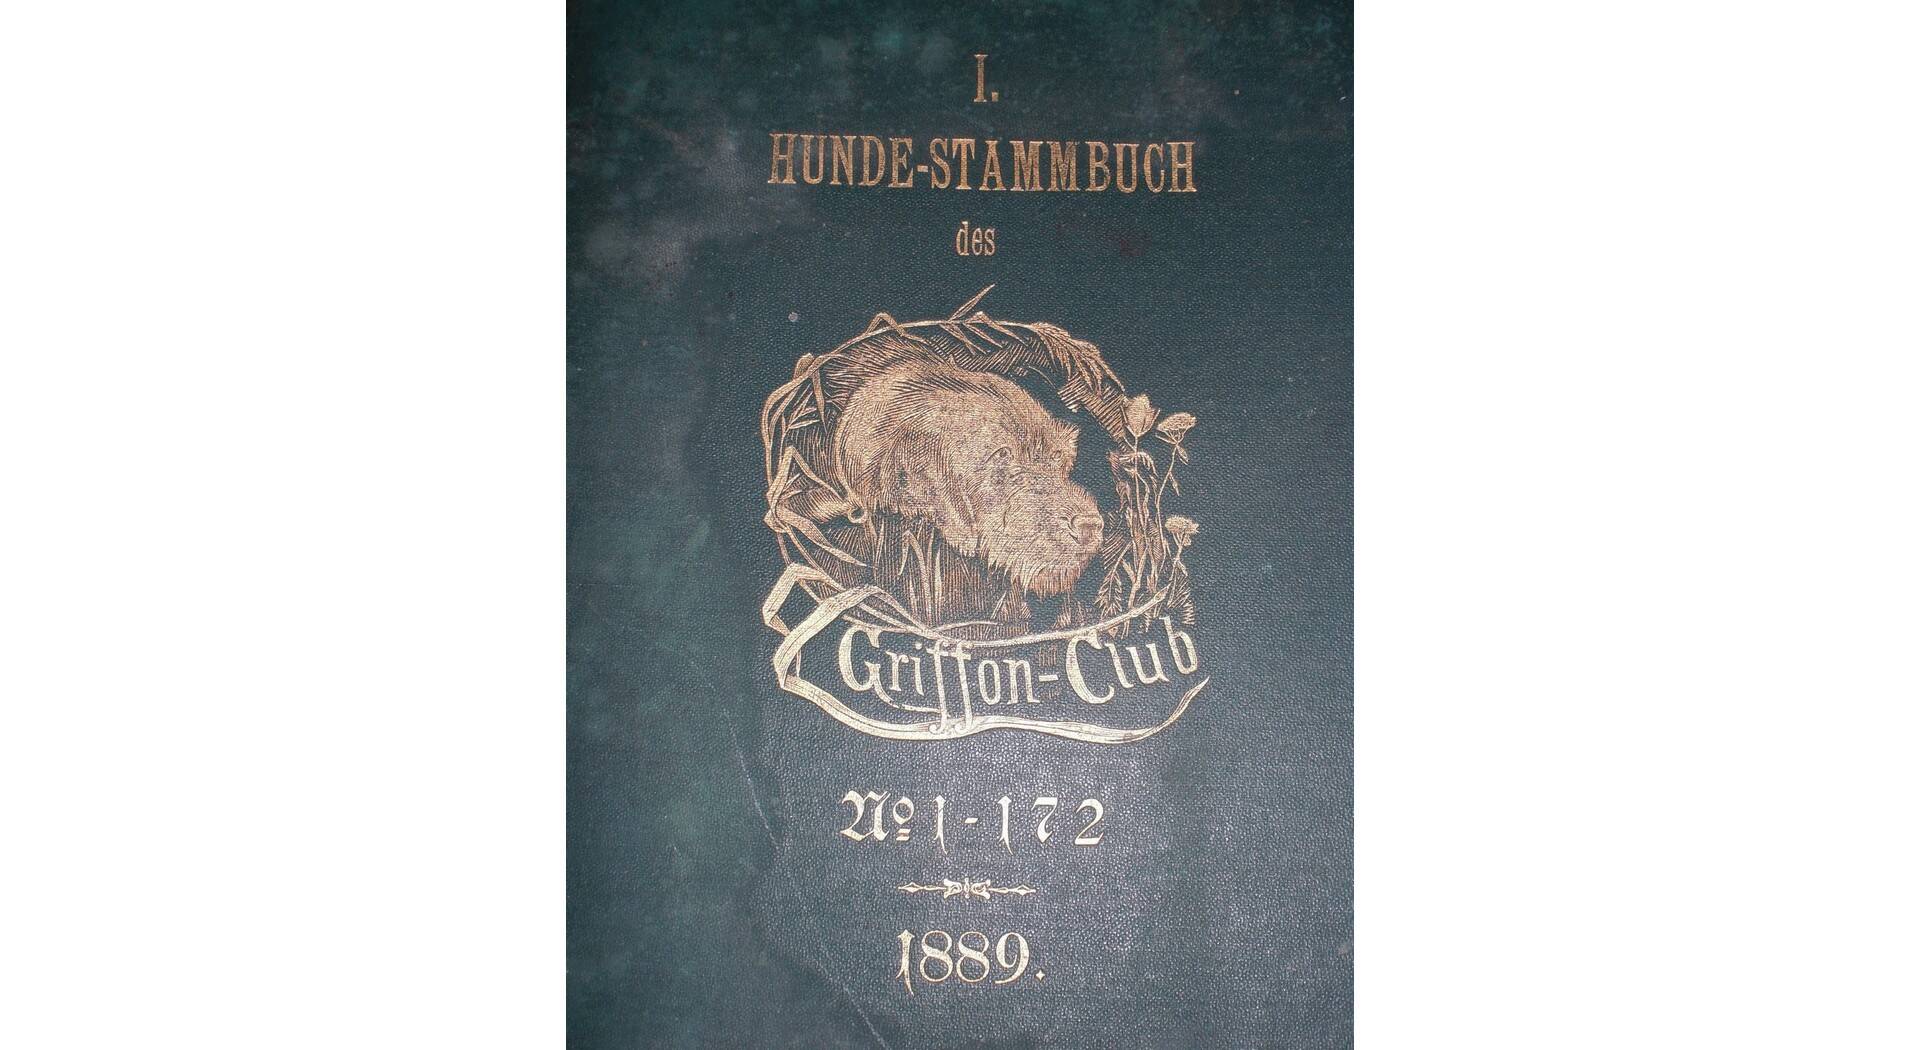 I.
HUNDE-STAMMBUCH
des
Griffon-Club
No 1-172
1889.